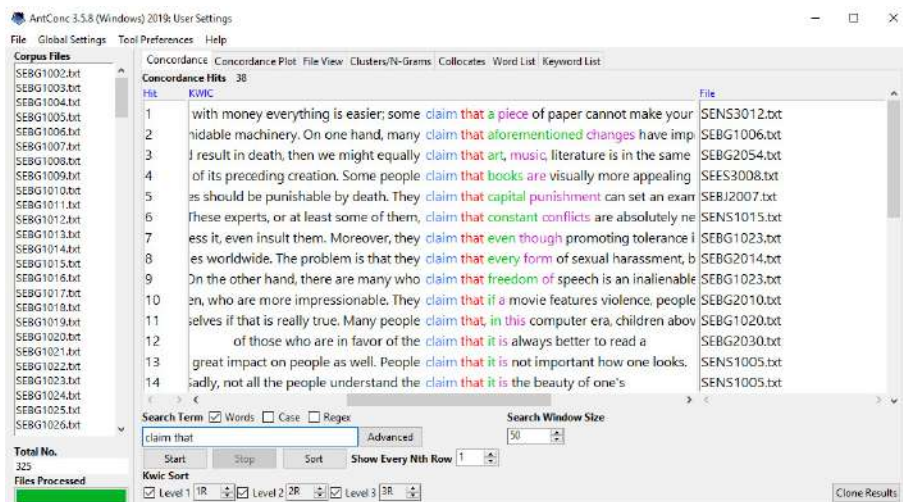 AntConc 3.5.8 (Windows) 2019: User Settings
File Global Settings Tool Preferences Help
Corpus Files
SEBG1002.txt
SEBG1003.txt
SEBG1004.txt
SEBG1005.txt
SEBG1006.txt
SEBG1007.txt
SEBG1008.txt
SEBG1009.txt
SEBG1010.txt
SEBG1011.txt
SEBG1012.txt
SEBG1013.txt
SEBG1014.txt
SEBG1015.txt
SEBG1016.txt
SEBG1017.txt
SEBG1018.txt
SEBG1019.txt
SEBG1020.txt
SEBG1021.txt
SEBG1022.txt
SEBG1023.txt
SEBG1024.txt
SEBG1025.txt
SEBG1026.txt
Total No.
325
Files Processed
Concordance Concordance Plot File View Clusters/N-Grams Collocates Word List Keyword List
Concordance Hits 38
Hit KWIC File
1 with money everything is easier; some claim that a piece of paper cannot make your SENS3012.txt
2 nidable machinery. On one hand, many claim that aforementioned changes have imp SEBG1006.txt
3 l result in death, then we might equally claim that art, music, literature is in the same SEBG2054.txt
4 of its preceding creation. Some people claim that books are visually more appealing SEES3008.txt
5 es should be punishable by death. They claim that capital punishment can set an exam SEBJ2007.txt
6 These experts, or at least some of them, claim that constant conflicts are absolutely ne SENS1015.txt
7 ess it, even insult them. Moreover, they claim that even though promoting tolerance i SEBG1023.txt
8 es worldwide. The problem is that they claim that every form of sexual harassment, b SEBG2014.txt
9 On the other hand, there are many who claim that freedom of speech is an inalienable SEBG1023.txt
10 en, who are more impressionable. They claim that if a movie features violence, people SEBG2010.txt
11 selves if that is really true. Many people claim that, in this computer era, children abov SEBG1020.txt
12 of those who are in favor of the claim that it is always better to read a SEBG2030.txt
13 great impact on people as well. People claim that it is not important how one looks. SENS1005.txt
14 Sadly, not all the people understand the claim that it is the beauty of one's SENS1005.txt
Search Term Words Case Regex Search Window Size
claim that Advanced 50
Start Stop Sort Show Every Nth Row 1
Kwic Sort
Level 1 1R Level 2 2R Level 3 3R Clone Results